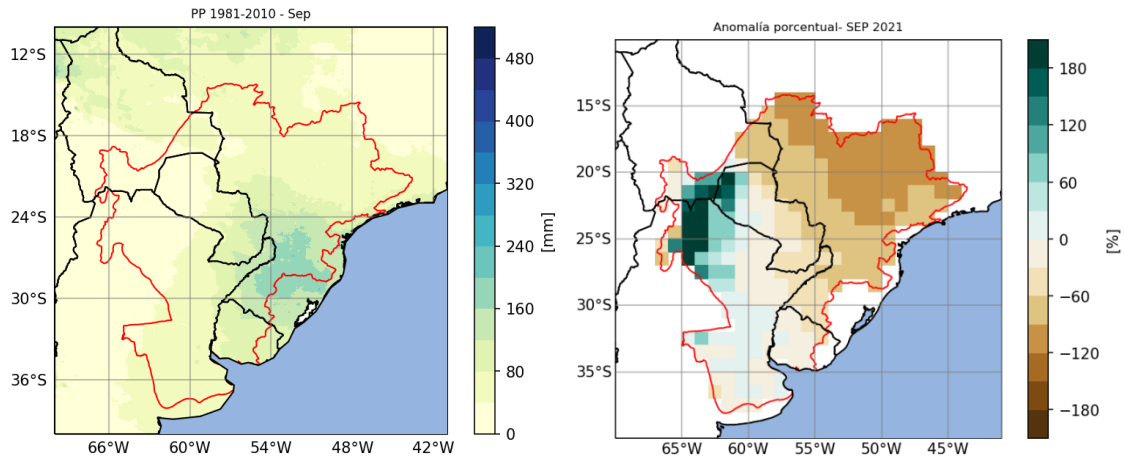 PP 1981-2010 - Sep
12°S
18°S
24°S
30°S
36°S
66°W 60°W 54°W 48°W 42°W
480
400
320
240
160
80
0
[mm]
Anomalía porcentual- SEP 2021
15°S
20°S
25°S
30°S
35°S
65°W 60°W 55°W 50°W 45°W
180
120
60
0
−60
−120
−180
[%]